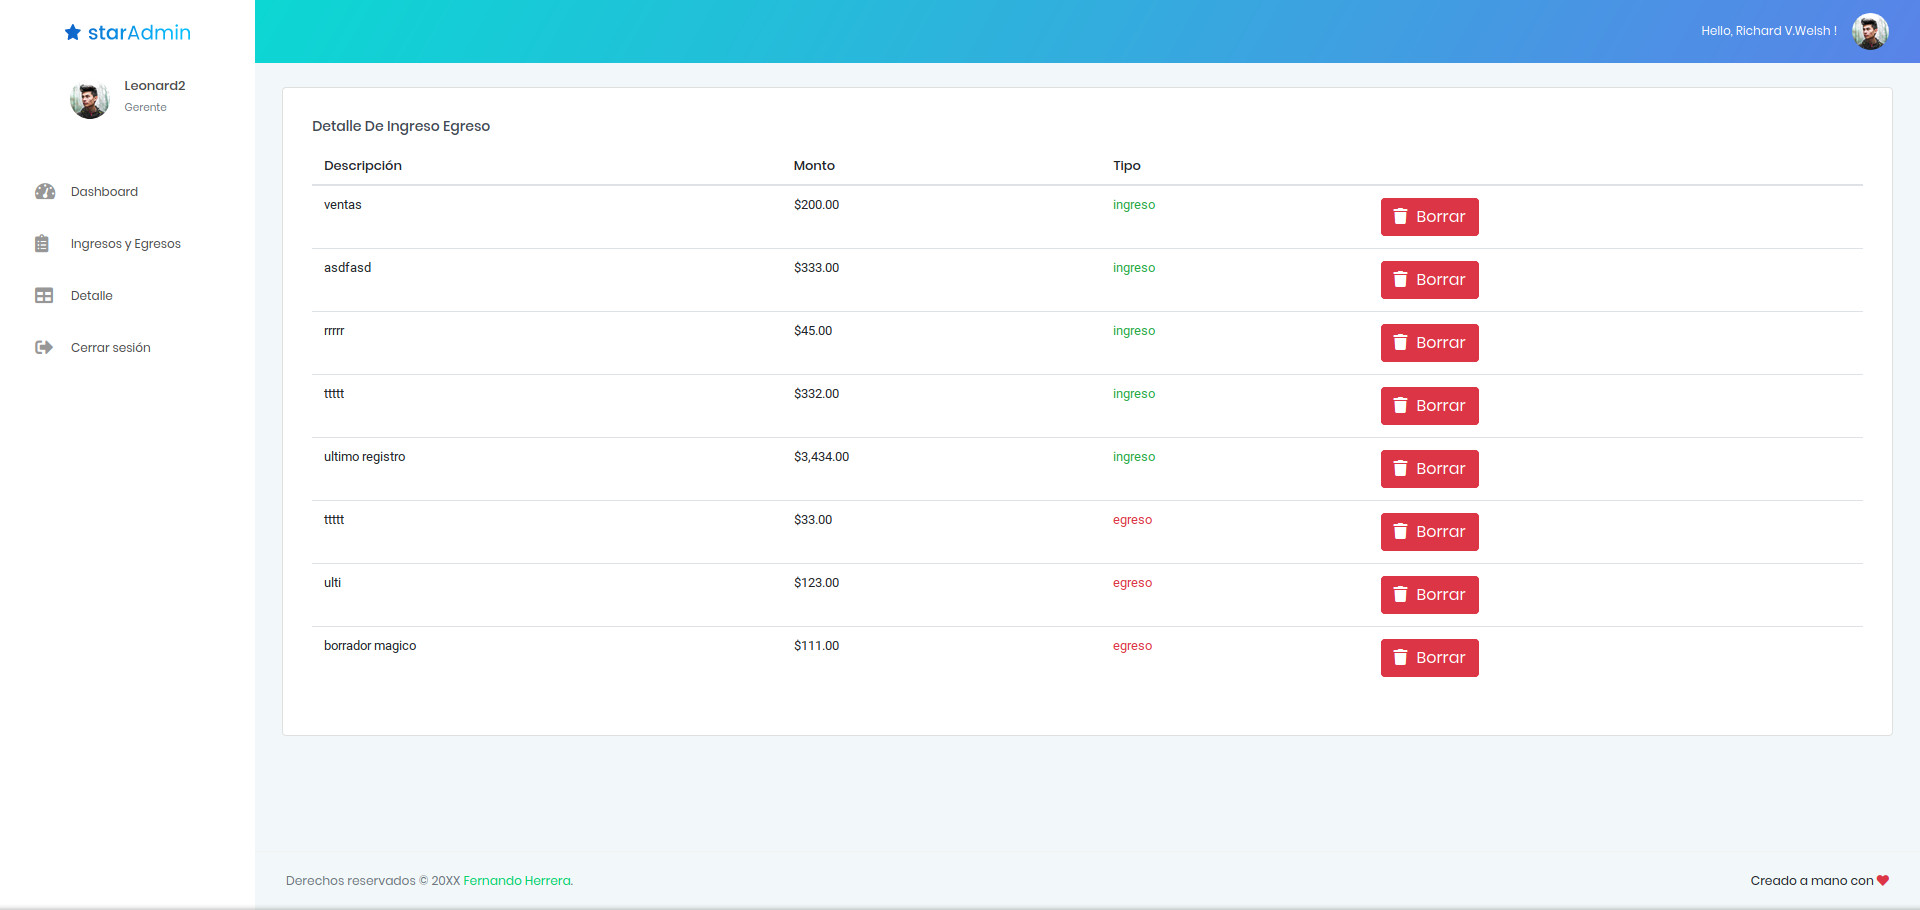 starAdmin
Hello, Richard V.Welsh !
Leonard2
Gerente
Dashboard
Ingresos y Egresos
Detalle
Cerrar sesión
Detalle De Ingreso Egreso
Descripción Monto Tipo
ventas $200.00 ingreso Borrar
asdfasd $333.00 ingreso Borrar
rrrrr $45.00 ingreso Borrar
ttttt $332.00 ingreso Borrar
ultimo registro $3,434.00 ingreso Borrar
ttttt $33.00 egreso Borrar
ulti $123.00 egreso Borrar
borrador magico $111.00 egreso Borrar
Derechos reservados © 20XX Fernando Herrera.
Creado a mano con